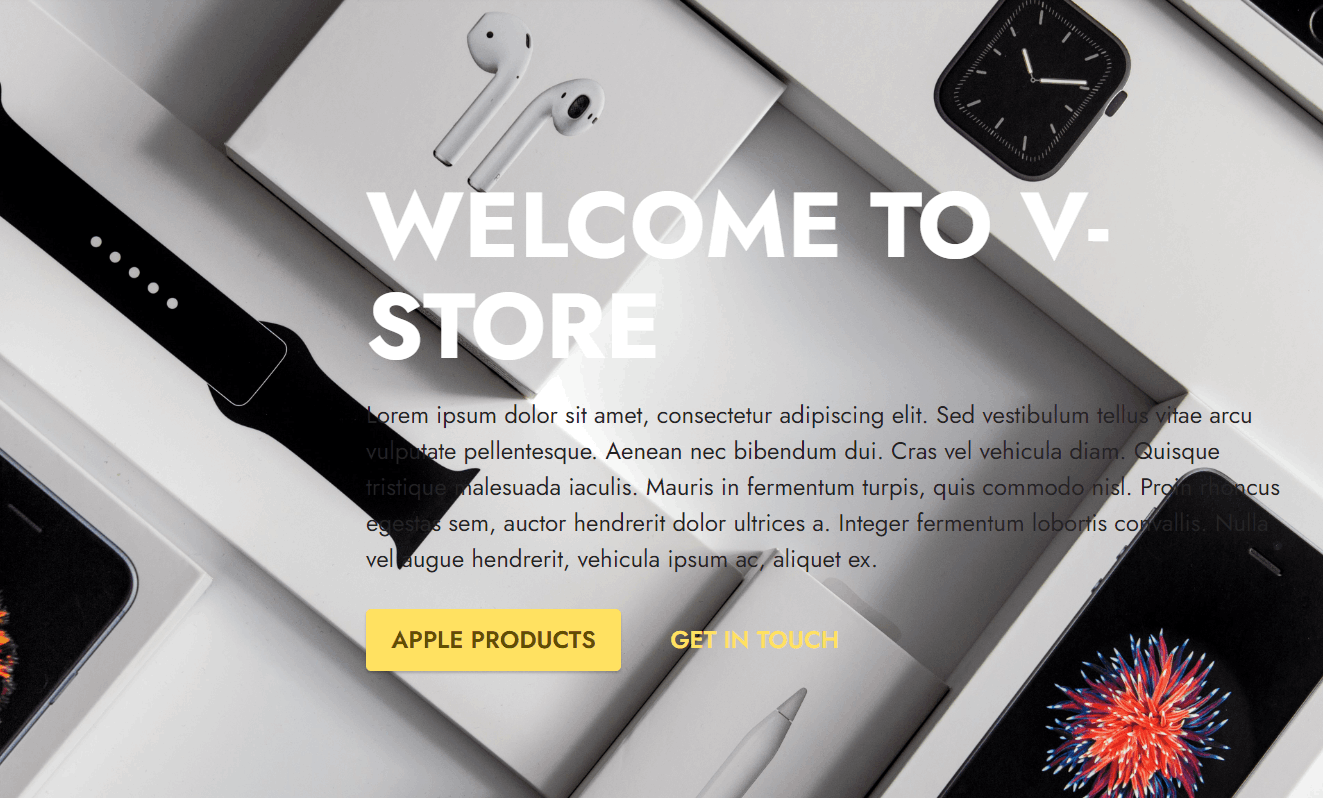 WELCOME TO V-
STORE
Lorem ipsum dolor sit amet, consectetur adipiscing elit. Sed vestibulum tellus vitae arcu
vulputate pellentesque. Aenean nec bibendum dui. Cras vel vehicula diam. Quisque
tristique malesuada iaculis. Mauris in fermentum turpis, quis commodo nisl. Proin rhoncus
egestas sem, auctor hendrerit dolor ultrices a. Integer fermentum lobortis convallis. Nulla
vel augue hendrerit, vehicula ipsum ac, aliquet ex.
APPLE PRODUCTS
GET IN TOUCH